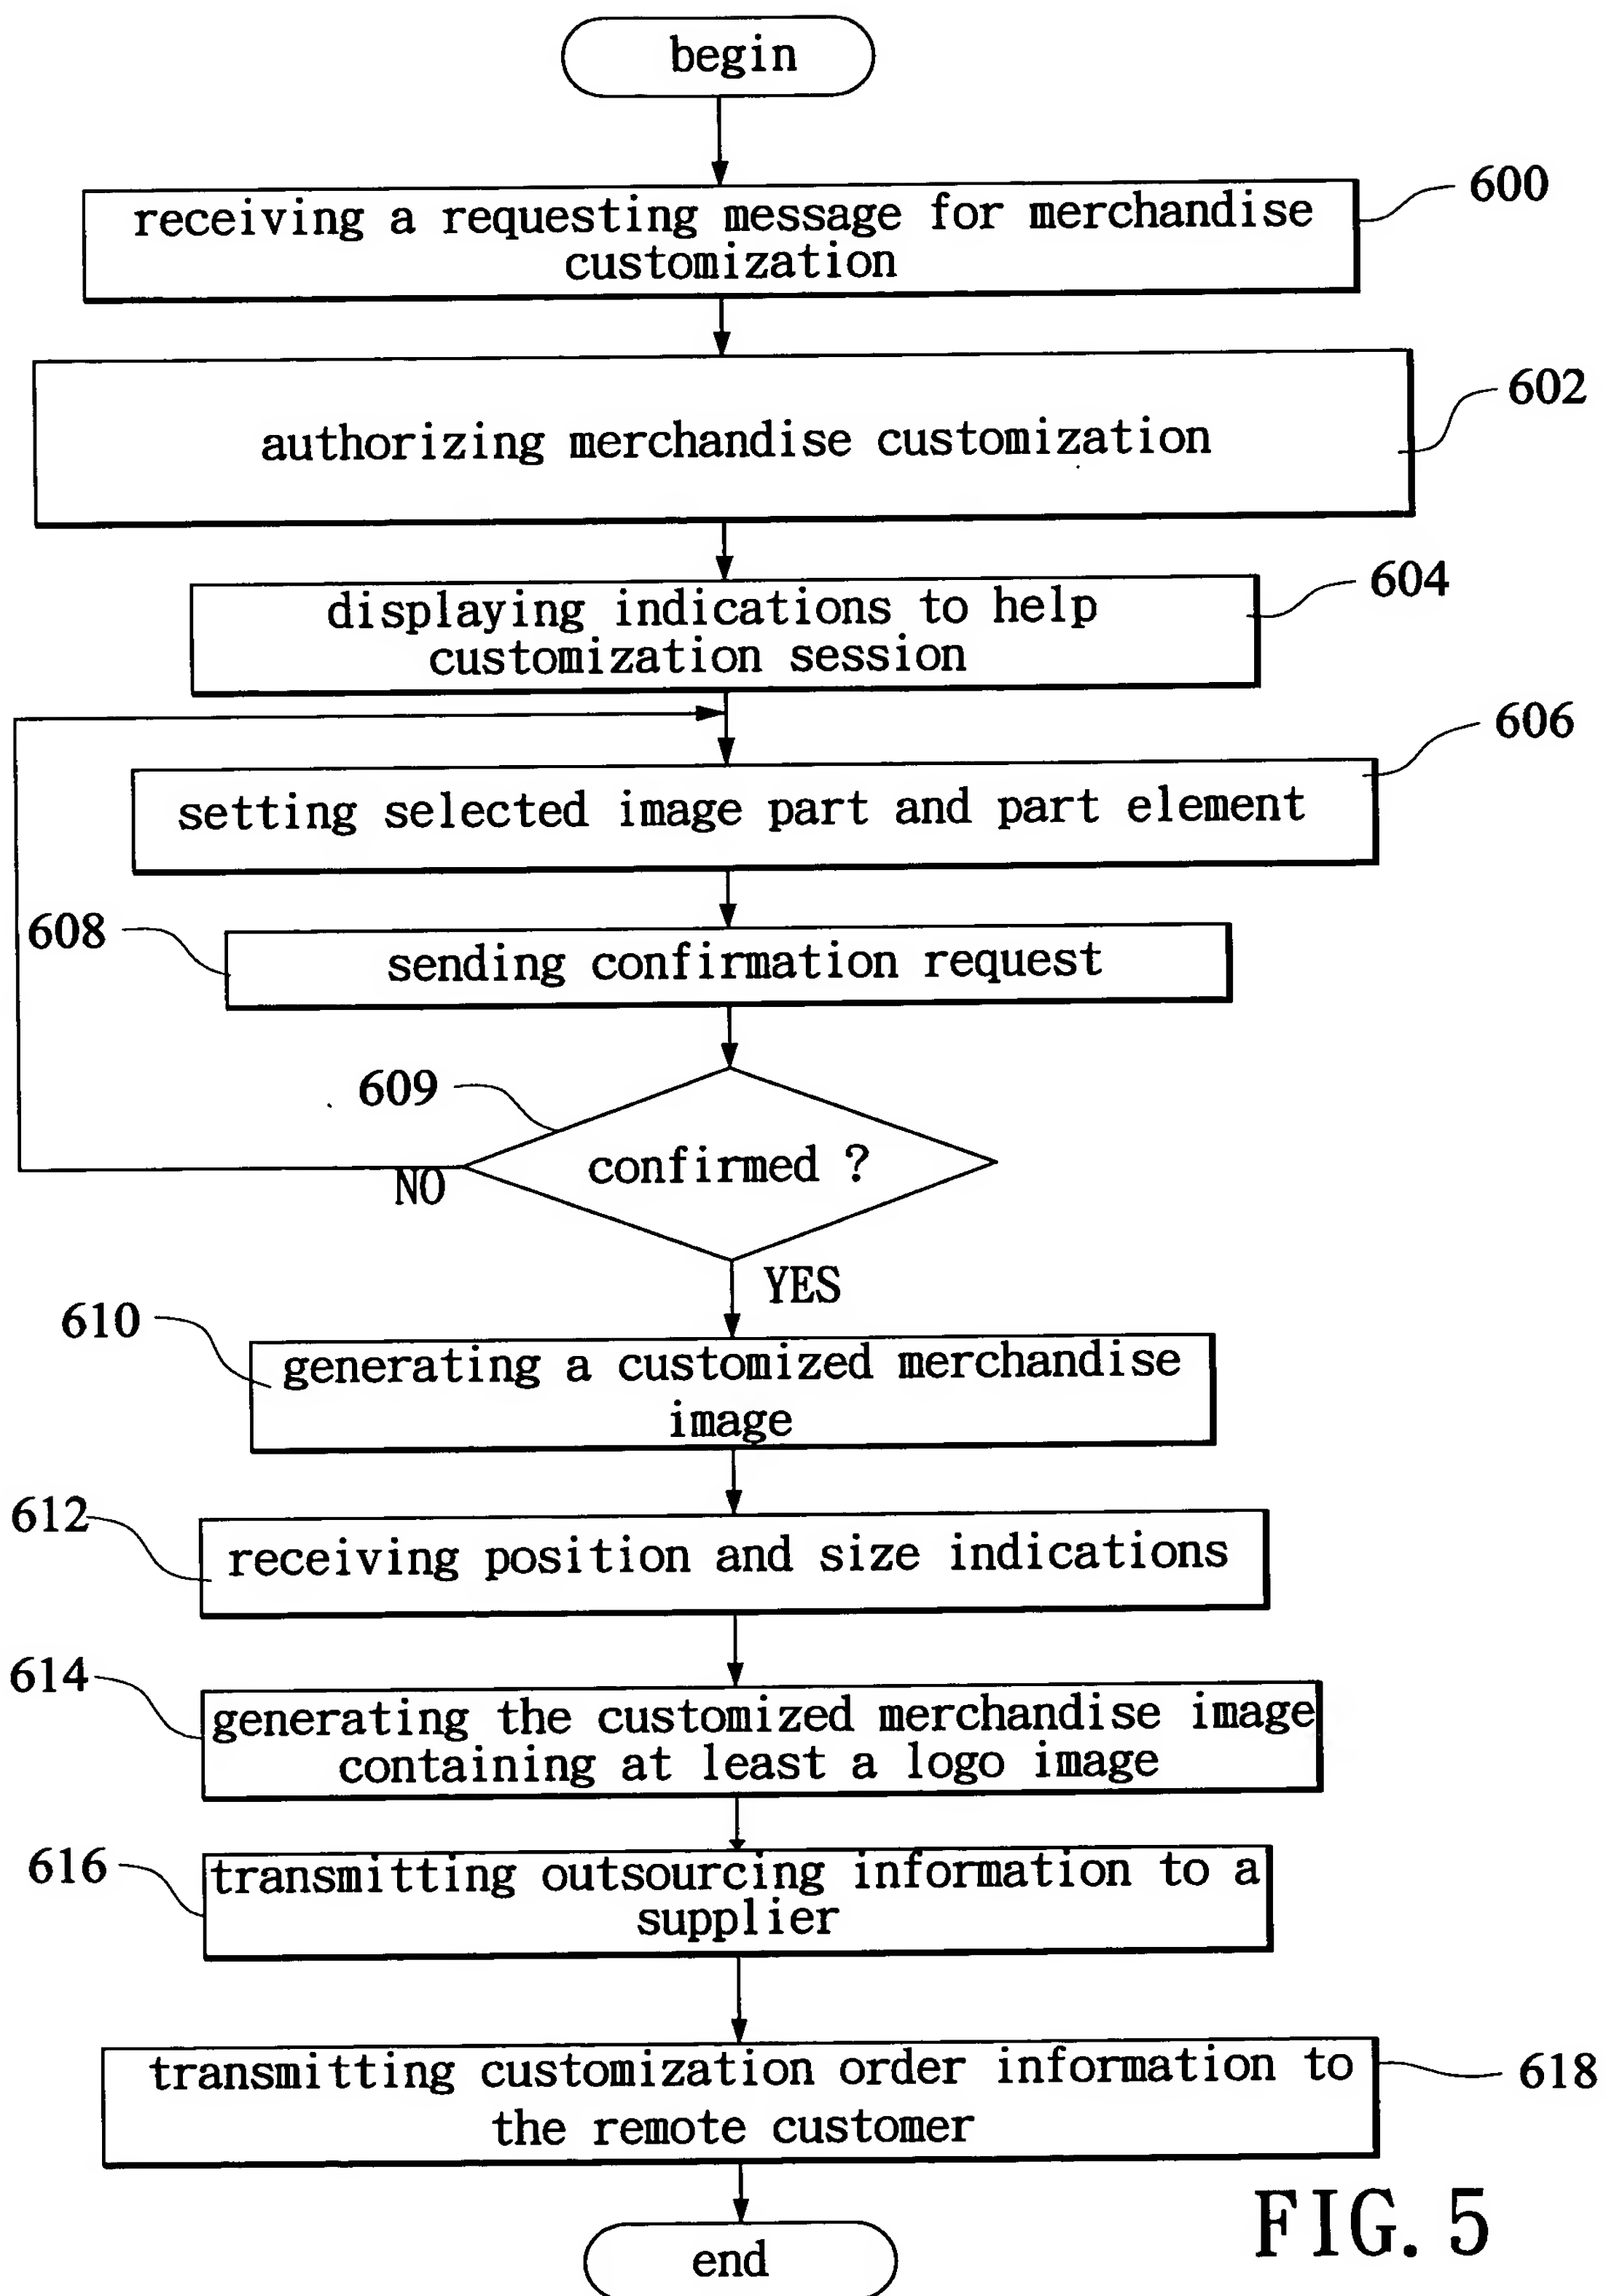 begin
600
receiving a requesting message for merchandise
customization
602
authorizing merchandise customization
604
displaying indications to help
customization session
606
setting selected image part and part element
608
sending confirmation request
609
confirmed ?
NO
YES
610
generating a customized merchandise
image
612
receiving position and size indications
614
generating the customized merchandise image
containing at least a logo image
616
transmitting outsourcing information to a
supplier
618
transmitting customization order information to
the remote customer
end
FIG. 5